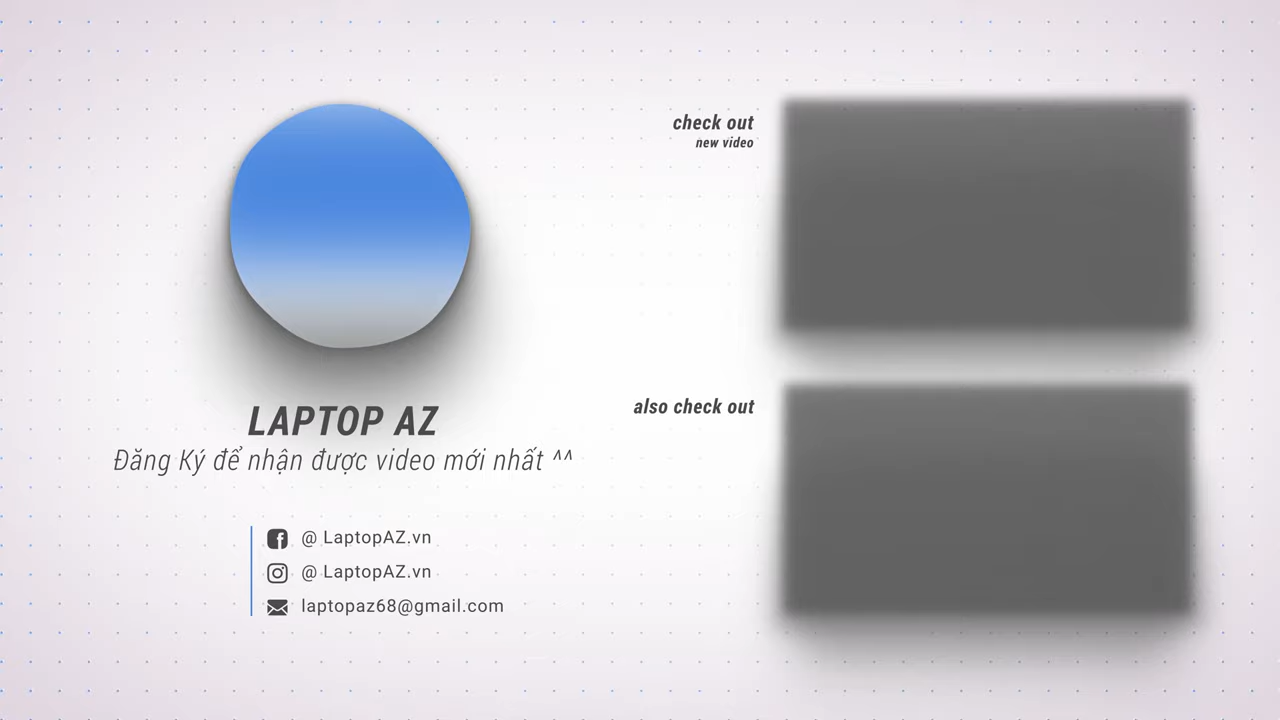 LAPTOP AZ
Đăng Ký để nhận được video mới nhất ^^
@ LaptopAZ.vn
@ LaptopAZ.vn
laptopaz68@gmail.com
check out
new video
also check out